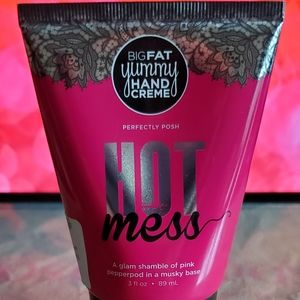 BIG FAT
yummy
HAND
CREME
PERFECTLY POSH
HOT
mess
A glam shamble of pink
pepperpod in a musky base
3 fl oz • 89 mL